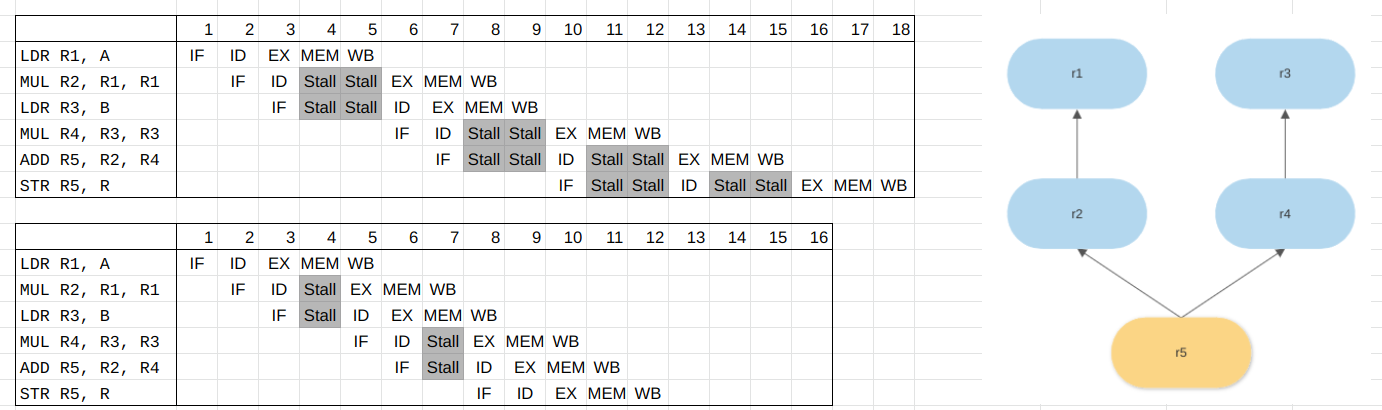 1 2 3 4 5 6 7 8 9 10 11 12 13 14 15 16 17 18
LDR R1, A IF ID EX MEM WB
MUL R2, R1, R1 IF ID Stall Stall EX MEM WB
LDR R3, B IF Stall Stall ID EX MEM WB
MUL R4, R3, R3 IF ID Stall Stall EX MEM WB
ADD R5, R2, R4 IF Stall Stall ID Stall Stall EX MEM WB
STR R5, R IF Stall Stall ID Stall Stall EX MEM WB
1 2 3 4 5 6 7 8 9 10 11 12 13 14 15 16
LDR R1, A IF ID EX MEM WB
MUL R2, R1, R1 IF ID Stall EX MEM WB
LDR R3, B IF Stall ID EX MEM WB
MUL R4, R3, R3 IF ID Stall EX MEM WB
ADD R5, R2, R4 IF Stall ID EX MEM WB
STR R5, R IF ID EX MEM WB
r1 r3
r2 r4
r5